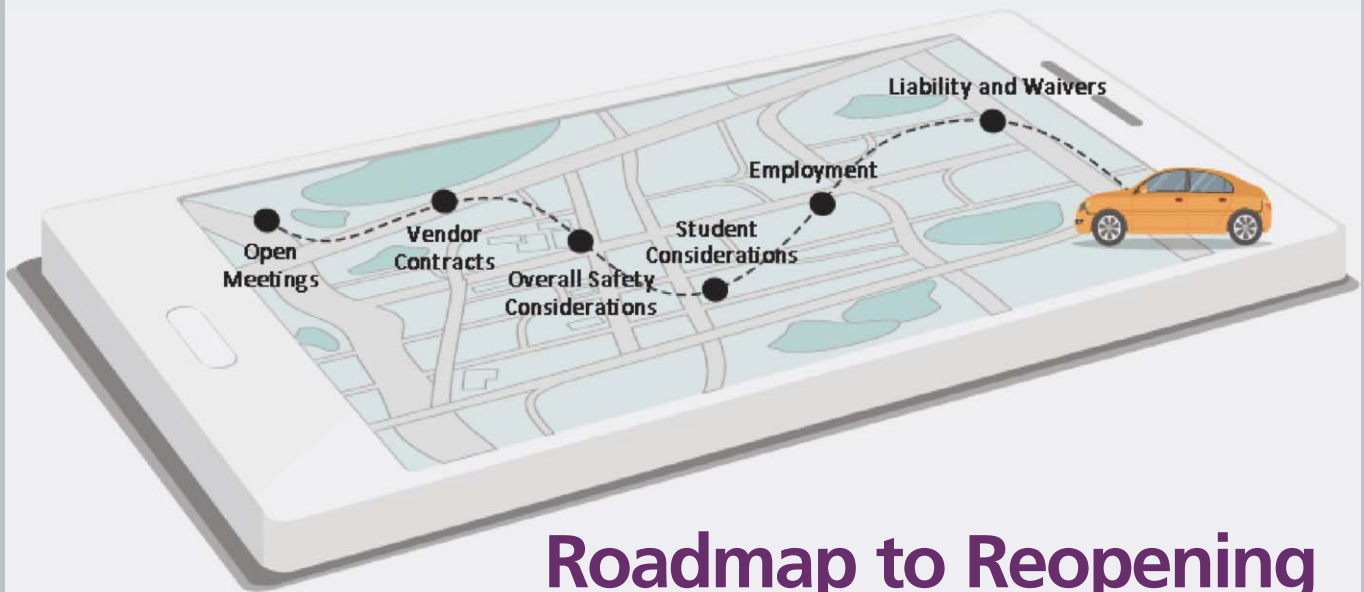 Liability and Waivers
Employment
Student
Considerations
Vendor
Contracts
Open
Meetings
Overall Safety
Considerations
Roadmap to Reopening